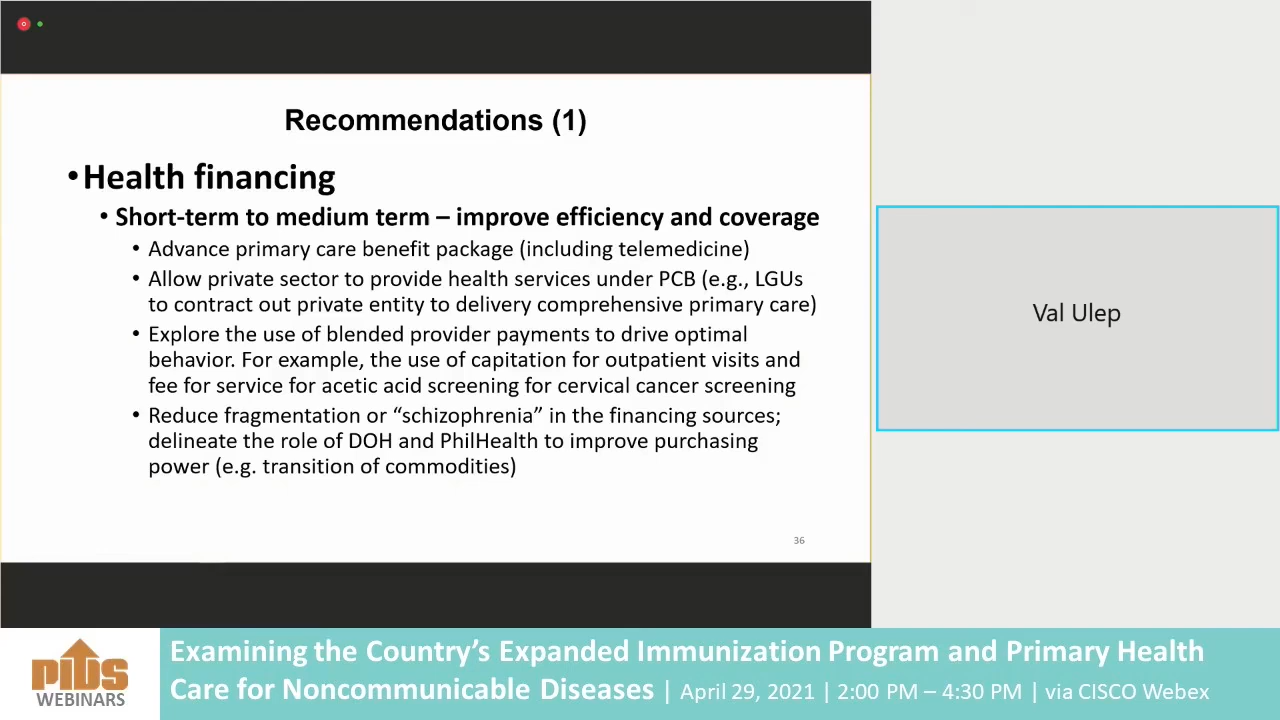 Recommendations (1)
•Health financing
• Short-term to medium term – improve efficiency and coverage
• Advance primary care benefit package (including telemedicine)
• Allow private sector to provide health services under PCB (e.g., LGUs
to contract out private entity to delivery comprehensive primary care)
• Explore the use of blended provider payments to drive optimal
behavior. For example, the use of capitation for outpatient visits and
fee for service for acetic acid screening for cervical cancer screening
• Reduce fragmentation or “schizophrenia” in the financing sources;
delineate the role of DOH and PhilHealth to improve purchasing
power (e.g. transition of commodities)
36
Val Ulep
PIDS
WEBINARS
Examining the Country’s Expanded Immunization Program and Primary Health
Care for Noncommunicable Diseases | April 29, 2021 | 2:00 PM – 4:30 PM | via CISCO Webex